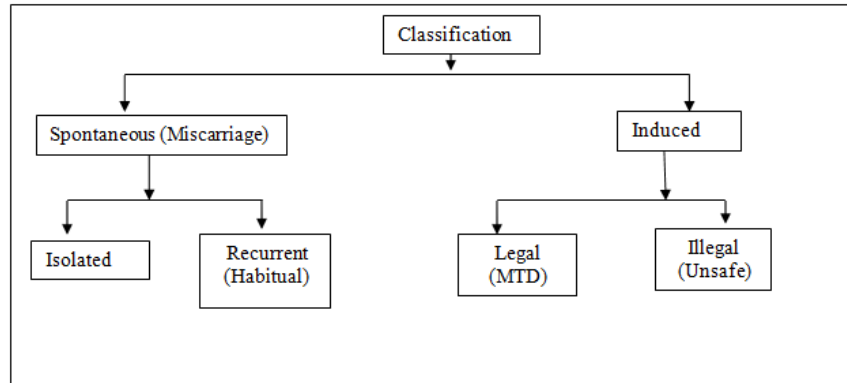 Classification
Spontaneous (Miscarriage)
Induced
Isolated
Recurrent
(Habitual)
Legal
(MTD)
Illegal
(Unsafe)